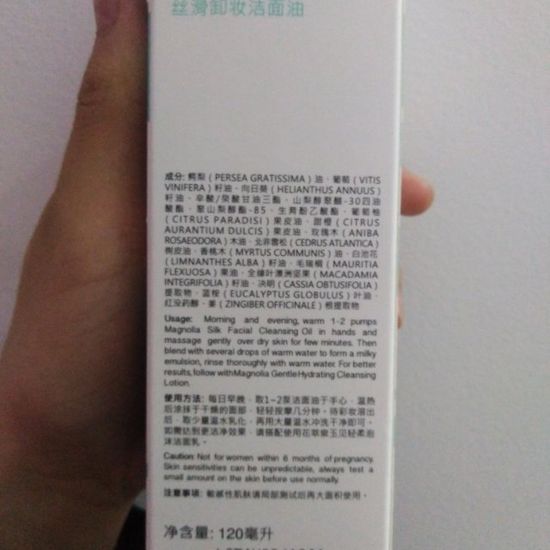 丝滑卸妆洁面油
成分: 鳄梨(PERSEA GRATISSIMA)油、葡萄(VITIS
VINIFERA)籽油、向日葵(HELIANTHUS ANNUUS)
籽油、辛酸/癸酸甘油三酯、山梨醇聚醚-30四油
酸酯、聚山梨醇酯-85、生育酚乙酸酯、葡萄柚
(CITRUS PARADISI)果皮油、甜橙(CITRUS
AURANTIUM DULCIS)果皮油、玫瑰木(ANIBA
ROSAEODORA)木油、北非雪松(CEDRUS ATLANTICA)
树皮油、香桃木(MYRTUS COMMUNIS)油、白池花
(LIMNANTHES ALBA)籽油、毛瑞榈(MAURITIA
FLEXUOSA)果油、全缘叶澳洲坚果(MACADAMIA
INTEGRIFOLIA)籽油、决明(CASSIA OBTUSIFOLIA)
提取物、蓝桉(EUCALYPTUS GLOBULUS)叶油、
红没药醇、姜(ZINGIBER OFFICINALE)根提取物
Usage: Morning and evening, warm 1-2 pumps
Magnolia Silk Facial Cleansing Oil in hands and
massage gently over dry skin for few minutes. Then
blend with several drops of warm water to form a milky
emulsion, rinse thoroughly with warm water. For better
results, follow with Magnolia Gentle Hydrating Cleansing
Lotion.
使用方法: 每日早晚，取1-2泵洁面油于手心，温热
后涂抹于干燥的面部，轻轻按摩几分钟。待彩妆溶出
后，取少量温水乳化，再用大量温水冲洗干净即可。
如需达到更洁净效果，请搭配使用花萃嫩玉见轻柔泡
沫洁面乳。
Caution: Not for women within 6 months of pregnancy.
Skin sensitivities can be unpredictable, always test a
small amount on the skin before use normally.
注意事项: 敏感性肌肤请局部测试后再大面积使用。
净含量: 120毫升